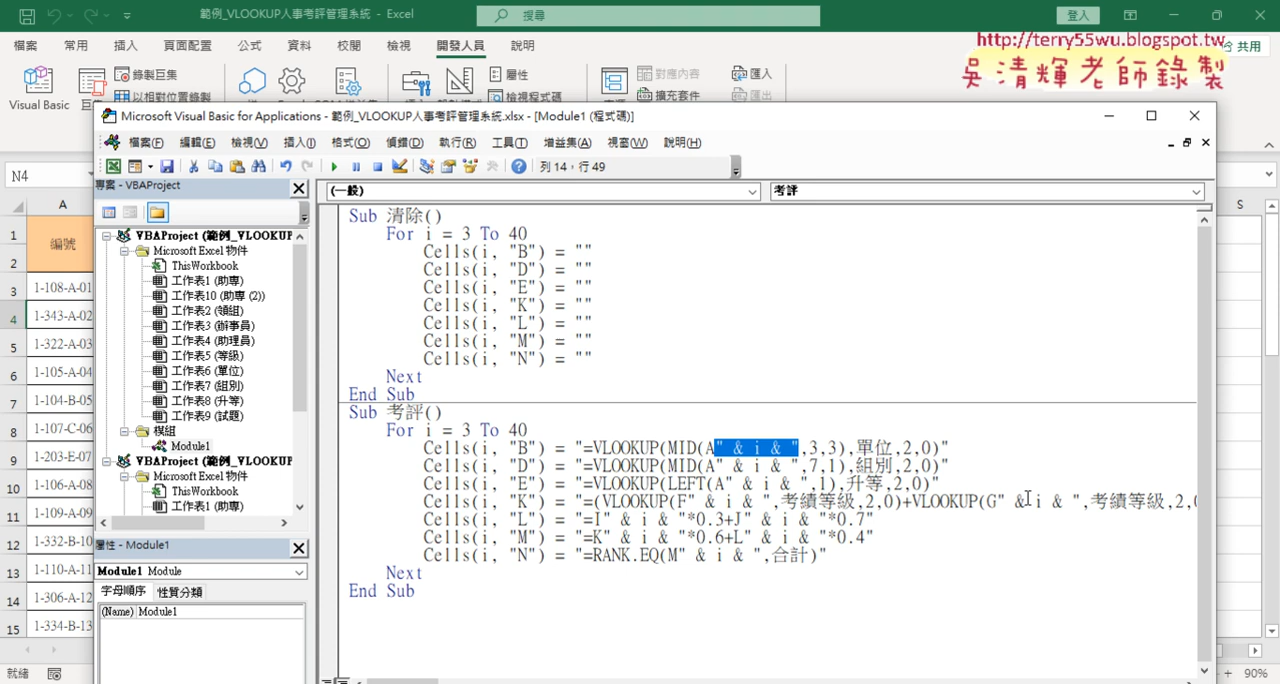 範例_VLOOKUP人事考評管理系統 - Excel
搜尋
登入
檔案 常用 插入 頁面配置 公式 資料 校閱 檢視 開發人員 說明
共用
http://terry55wu.blogspot.tw
吳清輝老師錄製
Visual Basic
錄製巨集
以相對位置錄製
屬性
檢視程式碼
對應內容
擴充套件
匯入
匯出
Microsoft Visual Basic for Applications - 範例_VLOOKUP人事考評管理系統.xlsx - [Module1 (程式碼)]
檔案(F) 編輯(E) 檢視(V) 插入(I) 格式(O) 偵錯(D) 執行(R) 工具(T) 增益集(A) 視窗(W) 說明(H)
列 14，行 49
N4
專案 - VBAProject
(一般)
考評
A
S
編號
1
2
3 1-108-A-01
4 1-343-A-02
5 1-322-A-03
6 1-105-A-04
7 1-104-B-05
8 1-107-C-06
9 1-203-E-07
10 1-106-A-08
11 1-109-A-09
12 1-332-B-10
13 1-110-A-11
14 1-306-A-12
15 1-334-B-13
VBAProject (範例_VLOOKUP
Microsoft Excel 物件
ThisWorkbook
工作表1 (助專)
工作表10 (助專 (2))
工作表2 (領組)
工作表3 (辦事員)
工作表4 (助理員)
工作表5 (等級)
工作表6 (單位)
工作表7 (組別)
工作表8 (升等)
工作表9 (試題)
模組
Module1
VBAProject (範例_VLOOKUP
Microsoft Excel 物件
ThisWorkbook
工作表1 (助專)
屬性 - Module1
Module1 Module
字母順序 性質分類
(Name) Module1
Sub 清除()
For i = 3 To 40
Cells(i, "B") = ""
Cells(i, "D") = ""
Cells(i, "E") = ""
Cells(i, "K") = ""
Cells(i, "L") = ""
Cells(i, "M") = ""
Cells(i, "N") = ""
Next
End Sub
Sub 考評()
For i = 3 To 40
Cells(i, "B") = "=VLOOKUP(MID(A" & i & ",3,3),單位,2,0)"
Cells(i, "D") = "=VLOOKUP(MID(A" & i & ",7,1),組別,2,0)"
Cells(i, "E") = "=VLOOKUP(LEFT(A" & i & ",1),升等,2,0)"
Cells(i, "K") = "=(VLOOKUP(F" & i & ",考績等級,2,0)+VLOOKUP(G" & i & ",考績等級,2,
Cells(i, "L") = "=I" & i & "*0.3+J" & i & "*0.7"
Cells(i, "M") = "=K" & i & "*0.6+L" & i & "*0.4"
Cells(i, "N") = "=RANK.EQ(M" & i & ",合計)"
Next
End Sub
就緒
90%